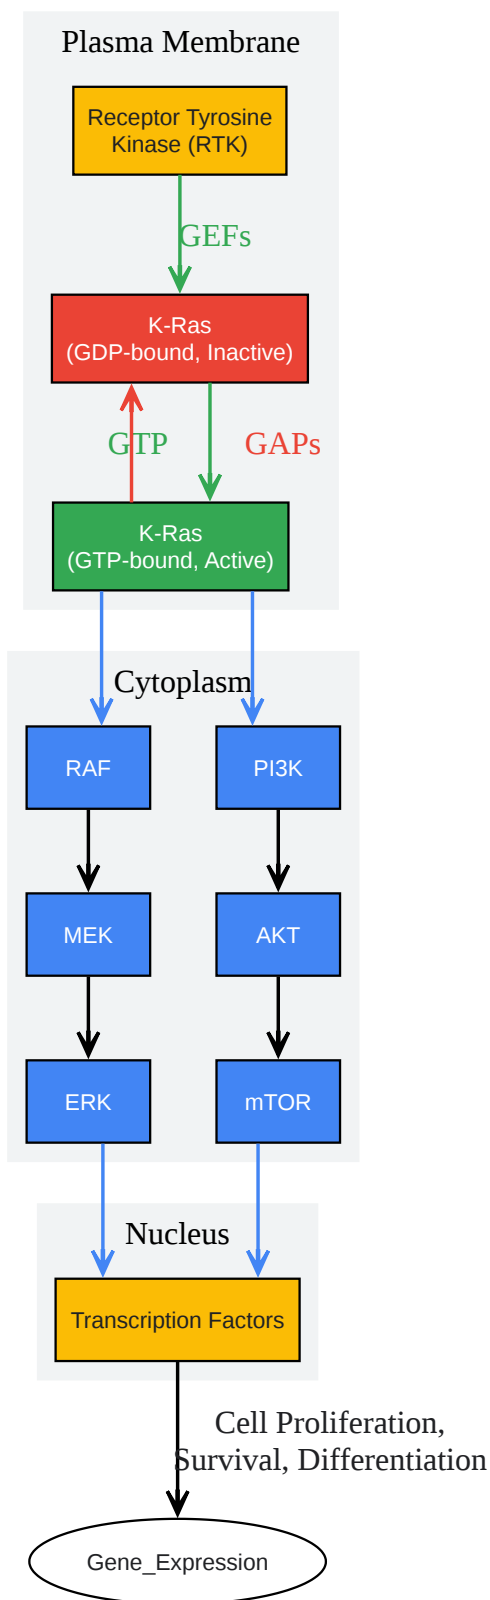 Plasma Membrane
Receptor Tyrosine
Kinase (RTK)
GEFs
K-Ras
(GDP-bound, Inactive)
GTP
GAPs
K-Ras
(GTP-bound, Active)
Cytoplasm
RAF
PI3K
MEK
AKT
ERK
mTOR
Nucleus
Transcription Factors
Cell Proliferation,
Survival, Differentiation
Gene_Expression